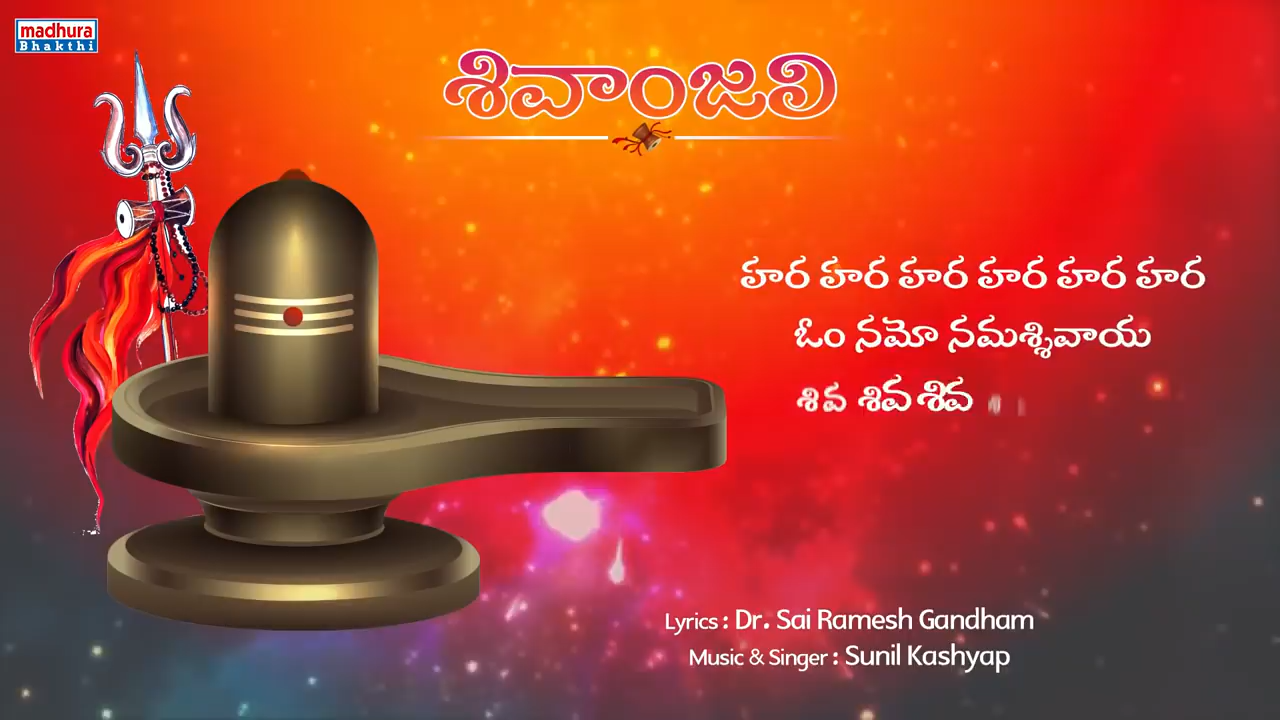 madhura
Bhakthi
శివాంజలి
హర హర హర హర హర హర
ఓం నమో నమశ్శివాయ
శివ శివ శివ
Lyrics : Dr. Sai Ramesh Gandham
Music & Singer : Sunil Kashyap